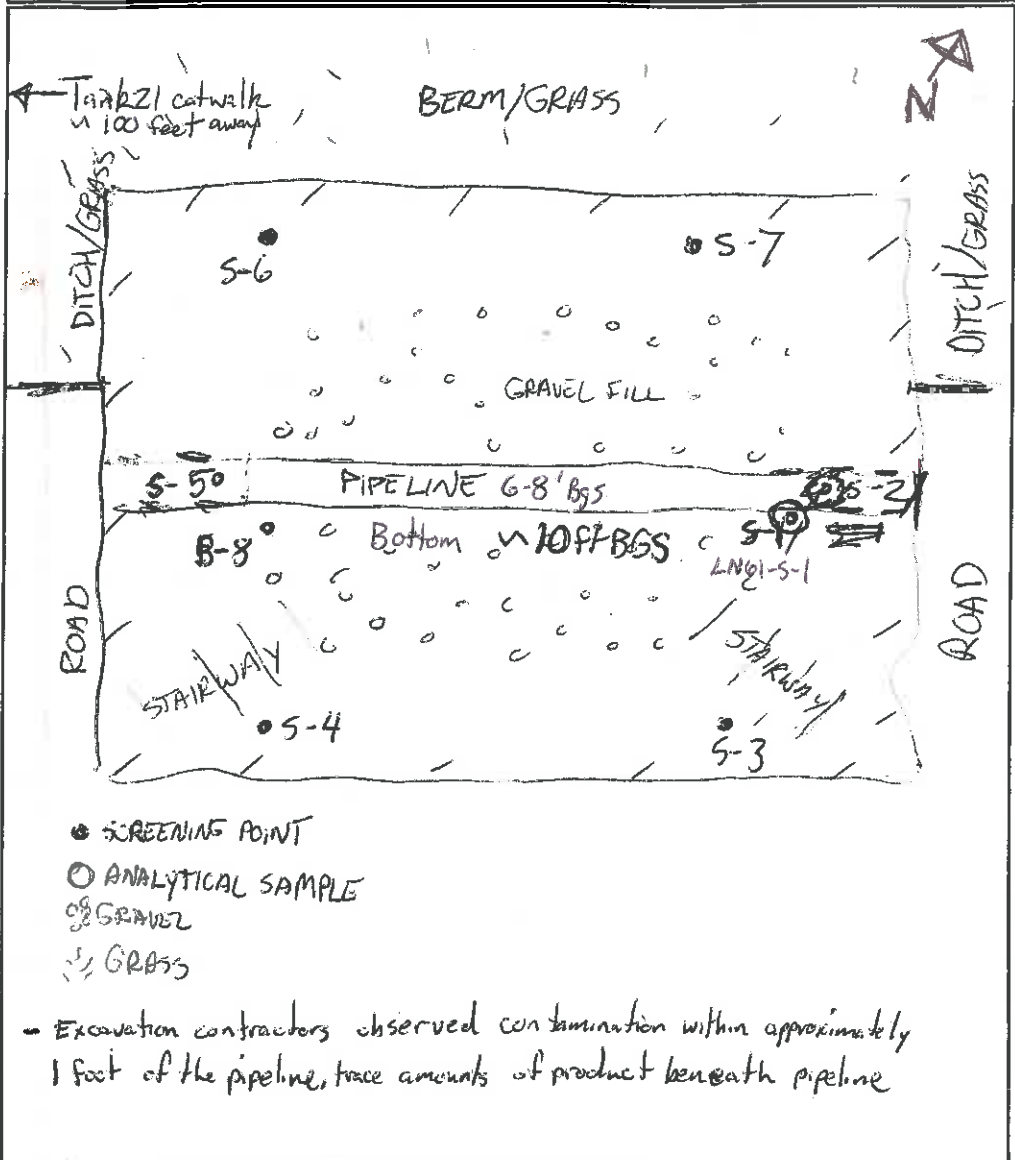 Tank21 catwalk
~ 100 feet away
BERM/GRASS
N
DITCH/GRASS
DITCH/GRASS
S-6
S-7
GRAVEL FILL
S-5
PIPELINE 6-8' Bgs
S-2
B-8
Bottom ~10ft BGS
S-1
LN21-S-1
ROAD
ROAD
STAIRWAY
STAIRWAY
S-4
S-3
SCREENING POINT
ANALYTICAL SAMPLE
GRAVEL
GRASS
- Excavation contractors observed contamination within approximately
1 foot of the pipeline, trace amounts of product beneath pipeline